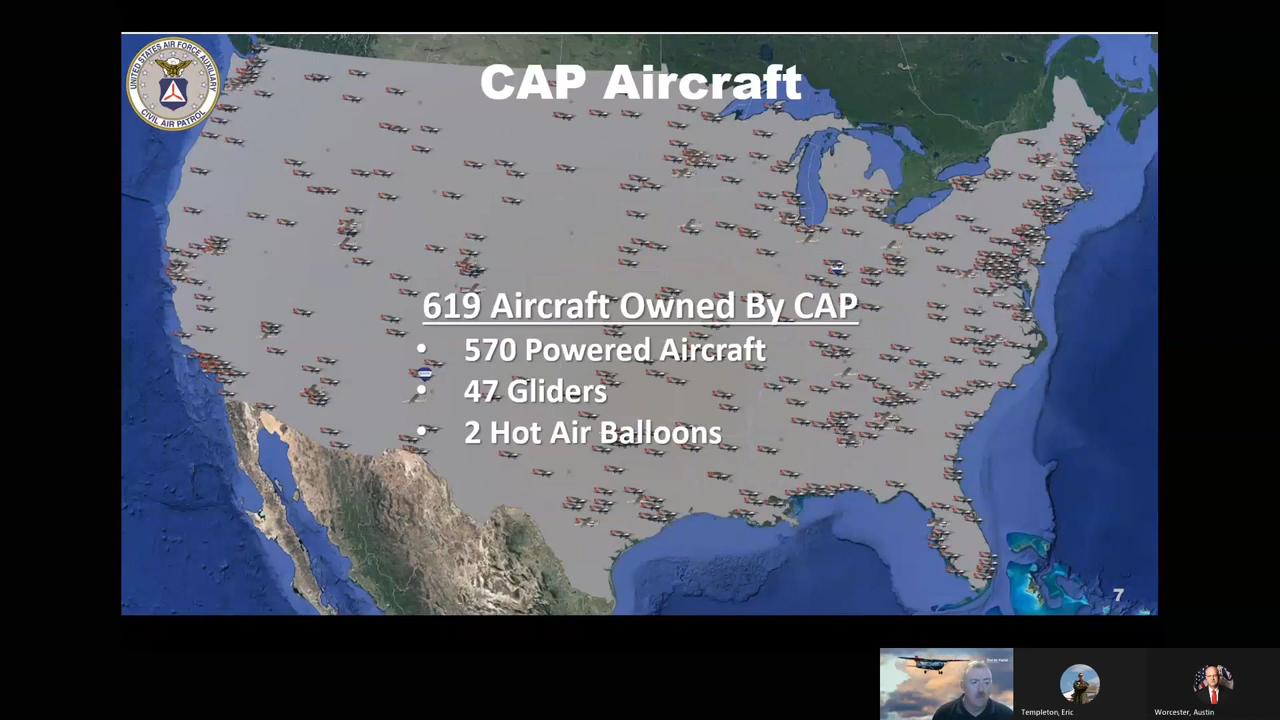 UNITED STATES AIR FORCE AUXILIARY
CIVIL AIR PATROL
CAP Aircraft
619 Aircraft Owned By CAP
• 570 Powered Aircraft
• 47 Gliders
• 2 Hot Air Balloons
7
Templeton, Eric
Worcester, Austin